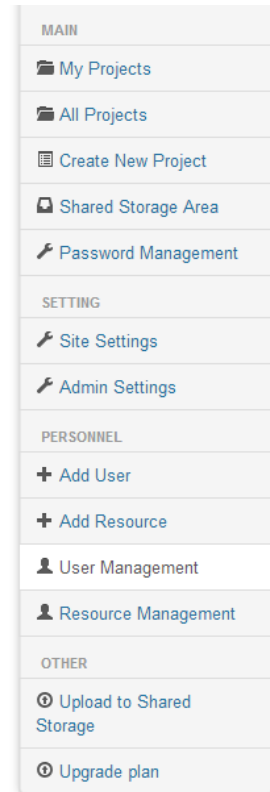 MAIN
My Projects
All Projects
Create New Project
Shared Storage Area
Password Management
SETTING
Site Settings
Admin Settings
PERSONNEL
Add User
Add Resource
User Management
Resource Management
OTHER
Upload to Shared
Storage
Upgrade plan